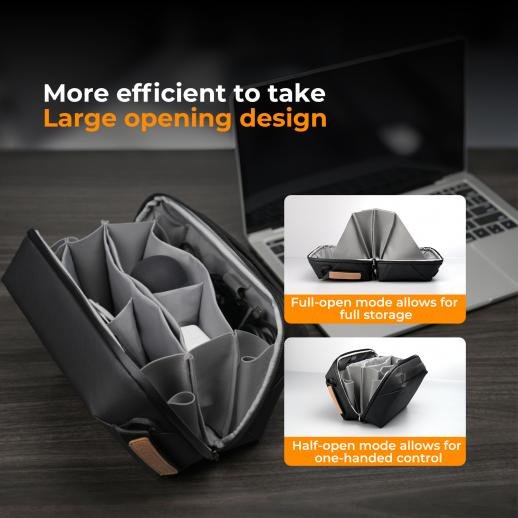 More efficient to take
Large opening design
Full-open mode allows for
full storage
Half-open mode allows for
one-handed control